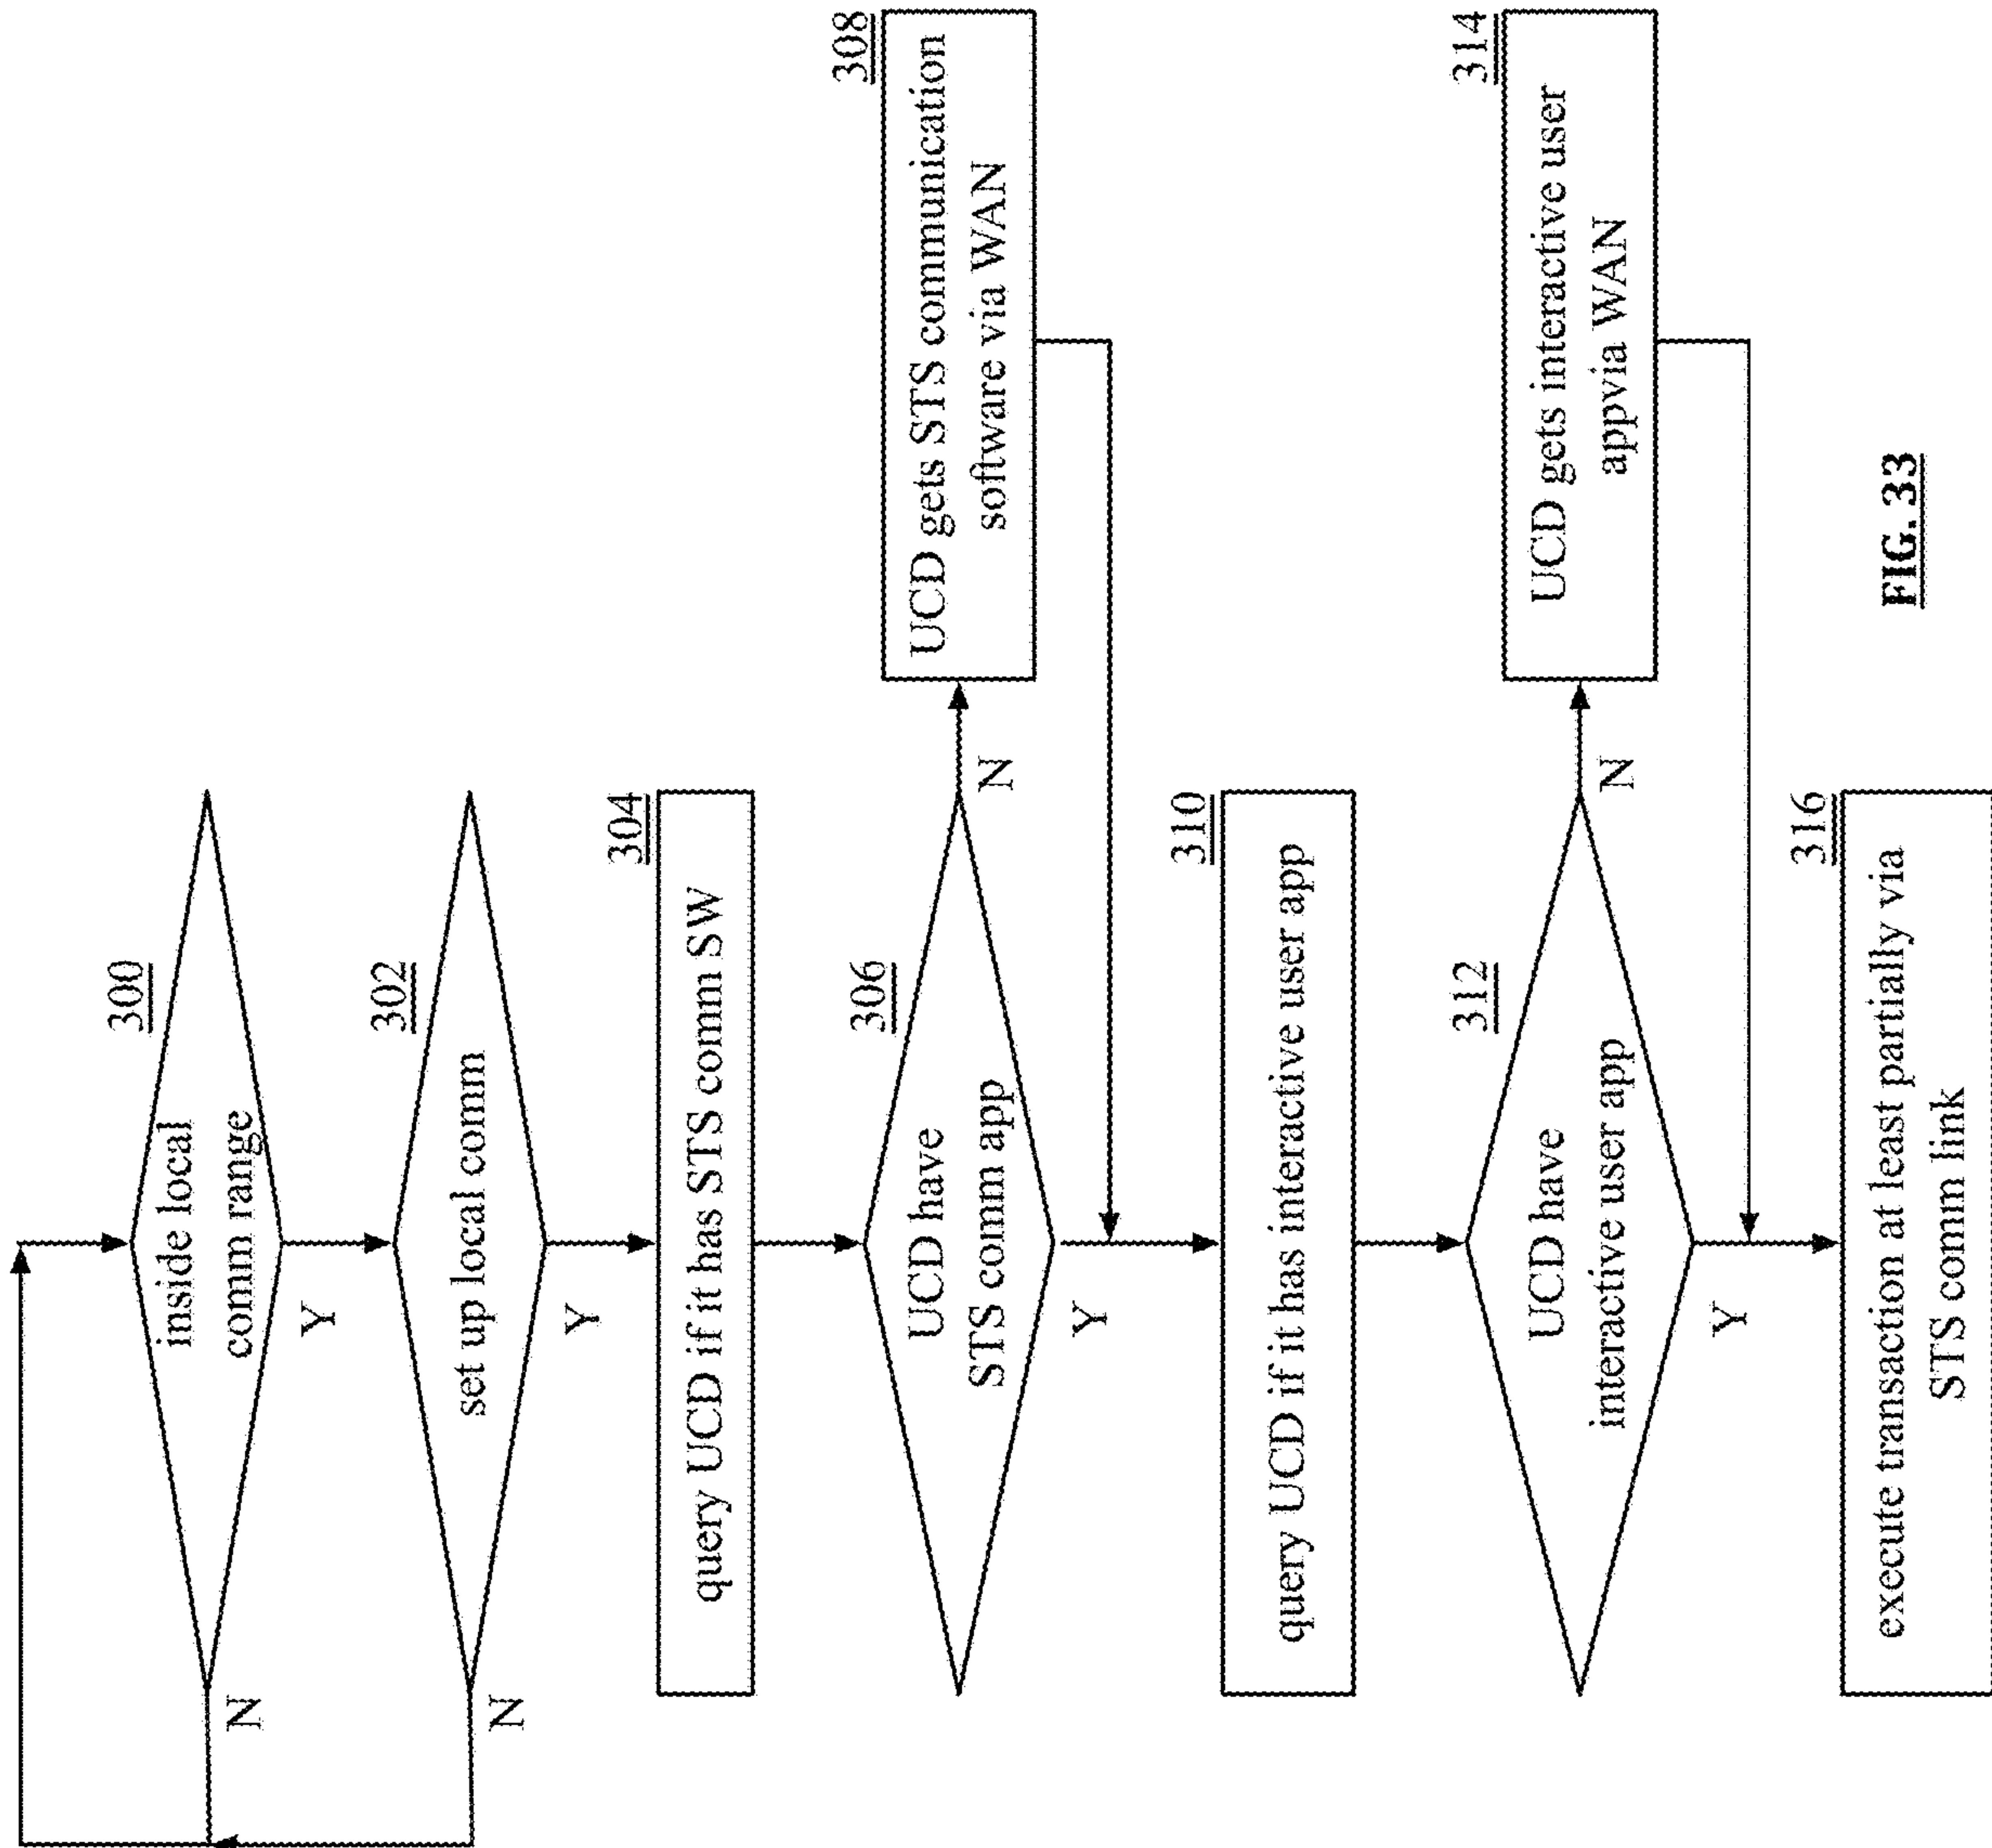 300
inside local
comm range
N
Y
302
set up local comm
N
Y
304
query UCD if it has STS comm SW
306
UCD have
STS comm app
N
Y
308
UCD gets STS communication
software via WAN
310
query UCD if it has interactive user app
312
UCD have
interactive user app
N
Y
314
UCD gets interactive user
appvia WAN
316
execute transaction at least partially via
STS comm link
FIG. 33